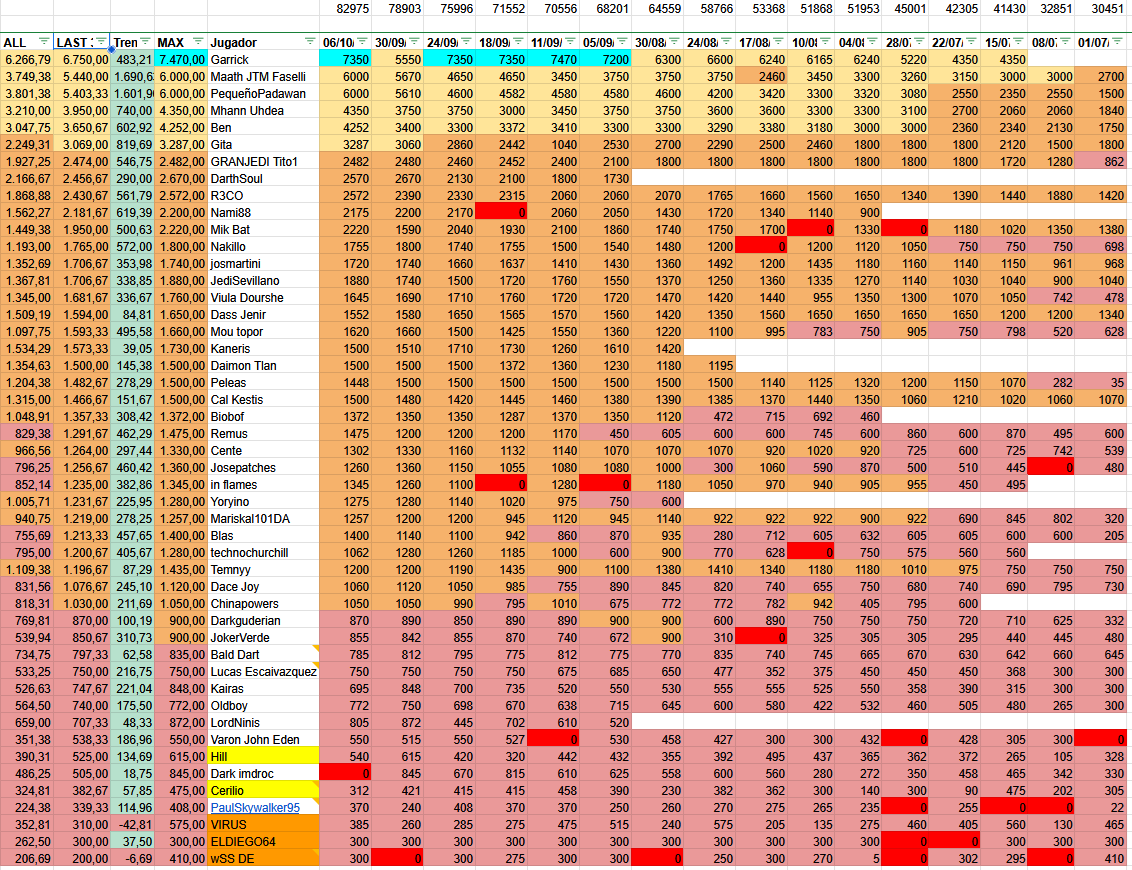 82975 78903 75996 71552 70556 68201 64559 58766 53368 51868 51953 45001 42305 41430 32851 30451
ALL LAST : Tren MAX Jugador 06/10/ 30/09/ 24/09/ 18/09/ 11/09/ 05/09/ 30/08/ 24/08/ 17/08/ 10/08 04/08 28/07 22/07/ 15/07 08/07/ 01/07/
6.266,79 6.750,00 483,21 7.470,00 Garrick 7350 5550 7350 7350 7470 7200 6300 6600 6240 6165 6240 5220 4350 4350
3.749,38 5.440,00 1.690,63 6.000,00 Maath JTM Faselli 6000 5670 4650 4650 3450 3750 3750 3750 2460 3450 3300 3260 3150 3000 3000 2700
3.801,38 5.403,33 1.601,96 6.000,00 PequeñoPadawan 6000 5610 4600 4582 4580 4580 4600 4200 3420 3300 3320 3080 2550 2350 2550 1500
3.210,00 3.950,00 740,00 4.350,00 Mhann Uhdea 4350 3750 3750 3000 3450 3750 3750 3600 3600 3300 3300 3100 2700 2060 2060 1840
3.047,75 3.650,67 602,92 4.252,00 Ben 4252 3400 3300 3372 3410 3300 3300 3290 3380 3180 3000 3000 2360 2340 2130 1750
2.249,31 3.069,00 819,69 3.287,00 Gita 3287 3060 2860 2442 1040 2530 2700 2290 2500 2460 1800 1800 1800 2120 1500 1800
1.927,25 2.474,00 546,75 2.482,00 GRANJEDI Tito1 2482 2480 2460 2452 2400 2100 1800 1800 1800 1800 1800 1800 1800 1720 1280 862
2.166,67 2.456,67 290,00 2.670,00 DarthSoul 2570 2670 2130 2100 1800 1730
1.868,88 2.430,67 561,79 2.572,00 R3CO 2572 2390 2330 2315 2060 2060 2070 1765 1660 1560 1650 1340 1390 1440 1880 1420
1.562,27 2.181,67 619,39 2.200,00 Nami88 2175 2200 2170 0 2060 2050 1430 1720 1340 1140 900
1.449,38 1.950,00 500,63 2.220,00 Mik Bat 2220 1590 2040 1930 2100 1860 1740 1750 1700 0 1330 0 1180 1020 1350 1380
1.193,00 1.765,00 572,00 1.800,00 Nakillo 1755 1800 1740 1755 1500 1540 1480 1200 0 1200 1120 1050 750 750 750 698
1.352,69 1.706,67 353,98 1.740,00 josmartini 1720 1740 1660 1637 1410 1430 1360 1492 1200 1435 1180 1160 1140 1150 961 968
1.367,81 1.706,67 338,85 1.880,00 JediSevillano 1880 1740 1500 1720 1760 1550 1370 1250 1360 1335 1270 1140 1030 1040 900 1040
1.345,00 1.681,67 336,67 1.760,00 Viula Dourshe 1645 1690 1710 1760 1720 1720 1470 1420 1440 955 1350 1300 1070 1050 742 478
1.509,19 1.594,00 84,81 1.650,00 Dass Jenir 1552 1580 1650 1565 1570 1560 1420 1350 1560 1650 1650 1650 1650 1200 1200 1340
1.097,75 1.593,33 495,58 1.660,00 Mou topor 1620 1660 1500 1425 1550 1360 1220 1100 995 783 750 905 750 798 520 628
1.534,29 1.573,33 39,05 1.730,00 Kaneris 1500 1510 1710 1730 1260 1610 1420
1.354,63 1.500,00 145,38 1.500,00 Daimon Tlan 1500 1500 1500 1372 1360 1230 1180 1195
1.204,38 1.482,67 278,29 1.500,00 Peleas 1448 1500 1500 1500 1500 1500 1500 1500 1140 1125 1320 1200 1150 1070 282 35
1.315,00 1.466,67 151,67 1.500,00 Cal Kestis 1500 1480 1420 1445 1460 1380 1390 1385 1370 1440 1350 1060 1210 1020 1060 1070
1.048,91 1.357,33 308,42 1.372,00 Biobof 1372 1350 1350 1287 1370 1350 1120 472 715 692 460
829,38 1.291,67 462,29 1.475,00 Remus 1475 1200 1200 1200 1170 450 605 600 600 745 600 860 600 870 495 600
966,56 1.264,00 297,44 1.330,00 Cente 1302 1330 1160 1132 1140 1070 1070 1070 920 1020 920 725 600 725 742 539
796,25 1.256,67 460,42 1.360,00 Josepatches 1260 1360 1150 1055 1080 1080 1000 300 1060 590 870 500 510 445 0 480
852,14 1.235,00 382,86 1.345,00 in flames 1345 1260 1100 0 1280 0 1180 1050 970 940 905 955 450 495
1.005,71 1.231,67 225,95 1.280,00 Yoryino 1275 1280 1140 1020 975 750 600
940,75 1.219,00 278,25 1.257,00 Mariskal101DA 1257 1200 1200 945 1120 945 1140 922 922 922 900 922 690 845 802 320
755,69 1.213,33 457,65 1.400,00 Blas 1400 1140 1100 942 860 870 935 280 712 605 632 605 605 600 600 205
795,00 1.200,67 405,67 1.280,00 technochurchill 1062 1280 1260 1185 1000 600 900 770 628 0 750 575 560 560
1.109,38 1.196,67 87,29 1.435,00 Temnyy 1200 1200 1190 1435 900 1100 1380 1410 1340 1180 1180 1010 975 750 750 750
831,56 1.076,67 245,10 1.120,00 Dace Joy 1060 1120 1050 985 755 890 845 820 740 655 750 680 740 690 795 730
818,31 1.030,00 211,69 1.050,00 Chinapowers 1050 1050 990 795 1010 675 772 772 782 942 405 795 600
769,81 870,00 100,19 900,00 Darkguderian 870 890 850 890 890 900 900 600 890 750 750 750 720 710 625 332
539,94 850,67 310,73 900,00 JokerVerde 855 842 855 870 740 672 900 310 0 325 305 305 295 440 445 480
734,75 797,33 62,58 835,00 Bald Dart 785 812 795 775 812 775 770 835 740 745 665 670 630 642 660 645
533,25 750,00 216,75 750,00 Lucas Escaivazquez 750 750 750 750 675 685 650 477 352 375 450 450 450 368 300 300
526,63 747,67 221,04 848,00 Kairas 695 848 700 735 520 550 530 555 555 525 550 358 390 315 300 300
564,50 740,00 175,50 772,00 Oldboy 772 750 698 670 638 715 645 600 580 422 532 460 505 480 265 300
659,00 707,33 48,33 872,00 LordNinis 805 872 445 702 610 520
351,38 538,33 186,96 550,00 Varon John Eden 550 515 550 527 0 530 458 427 300 300 432 0 428 305 300 0
390,31 525,00 134,69 615,00 Hill 540 615 420 320 442 432 355 392 495 437 365 362 372 265 105 328
486,25 505,00 18,75 845,00 Dark imdroc 0 845 670 815 610 625 558 600 560 280 272 350 458 465 342 330
324,81 382,67 57,85 475,00 Cerilio 312 421 415 415 458 390 230 382 362 300 140 300 90 475 202 305
224,38 339,33 114,96 408,00 PaulSkywalker95 370 240 408 370 370 250 260 270 275 265 235 0 255 0 0 22
352,81 310,00 -42,81 575,00 VIRUS 385 260 285 275 475 515 240 575 205 135 275 460 405 560 130 465
262,50 300,00 37,50 300,00 ELDIEGO64 300 300 300 300 300 300 300 300 300 300 300 0 0 300 300 300
206,69 200,00 -6,69 410,00 wSS DE 300 0 300 275 300 300 0 250 300 270 5 0 302 295 0 410